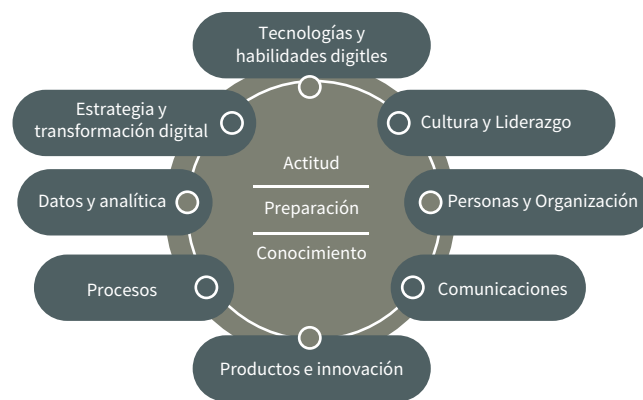 Tecnologías y
habilidades digitles
Estrategia y
transformación digital
Cultura y Liderazgo
Actitud
Datos y analítica
Preparación
Personas y Organización
Conocimiento
Procesos
Comunicaciones
Productos e innovación